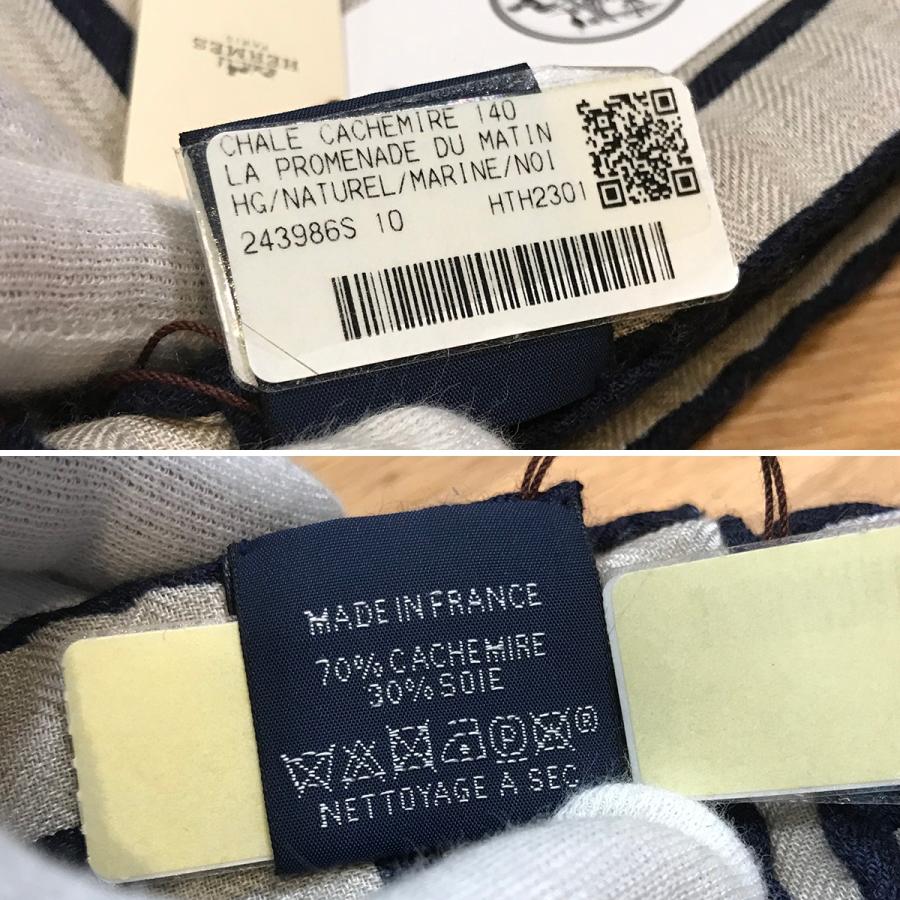 HERMES
PARIS
CHALE CACHEMIRE 140
LA PROMENADE DU MATIN
HG/NATUREL/MARINE/NOI
243986S 10 HTH2301
MADE IN FRANCE
70% CACHEMIRE
30% SOIE
P ®
NETTOYAGE A SEC